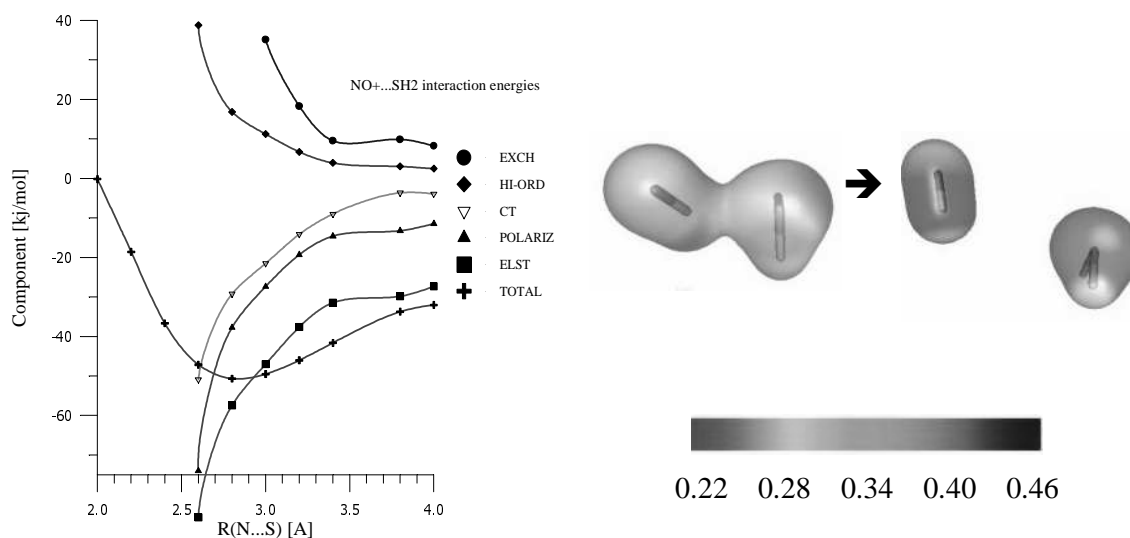 40
20
0
-20
-40
-60
Component [kj/mol]
2.0 2.5 3.0 3.5 4.0
R(N...S) [A]
NO+...SH2 interaction energies
EXCH
HI-ORD
CT
POLARIZ
ELST
TOTAL
0.22 0.28 0.34 0.40 0.46